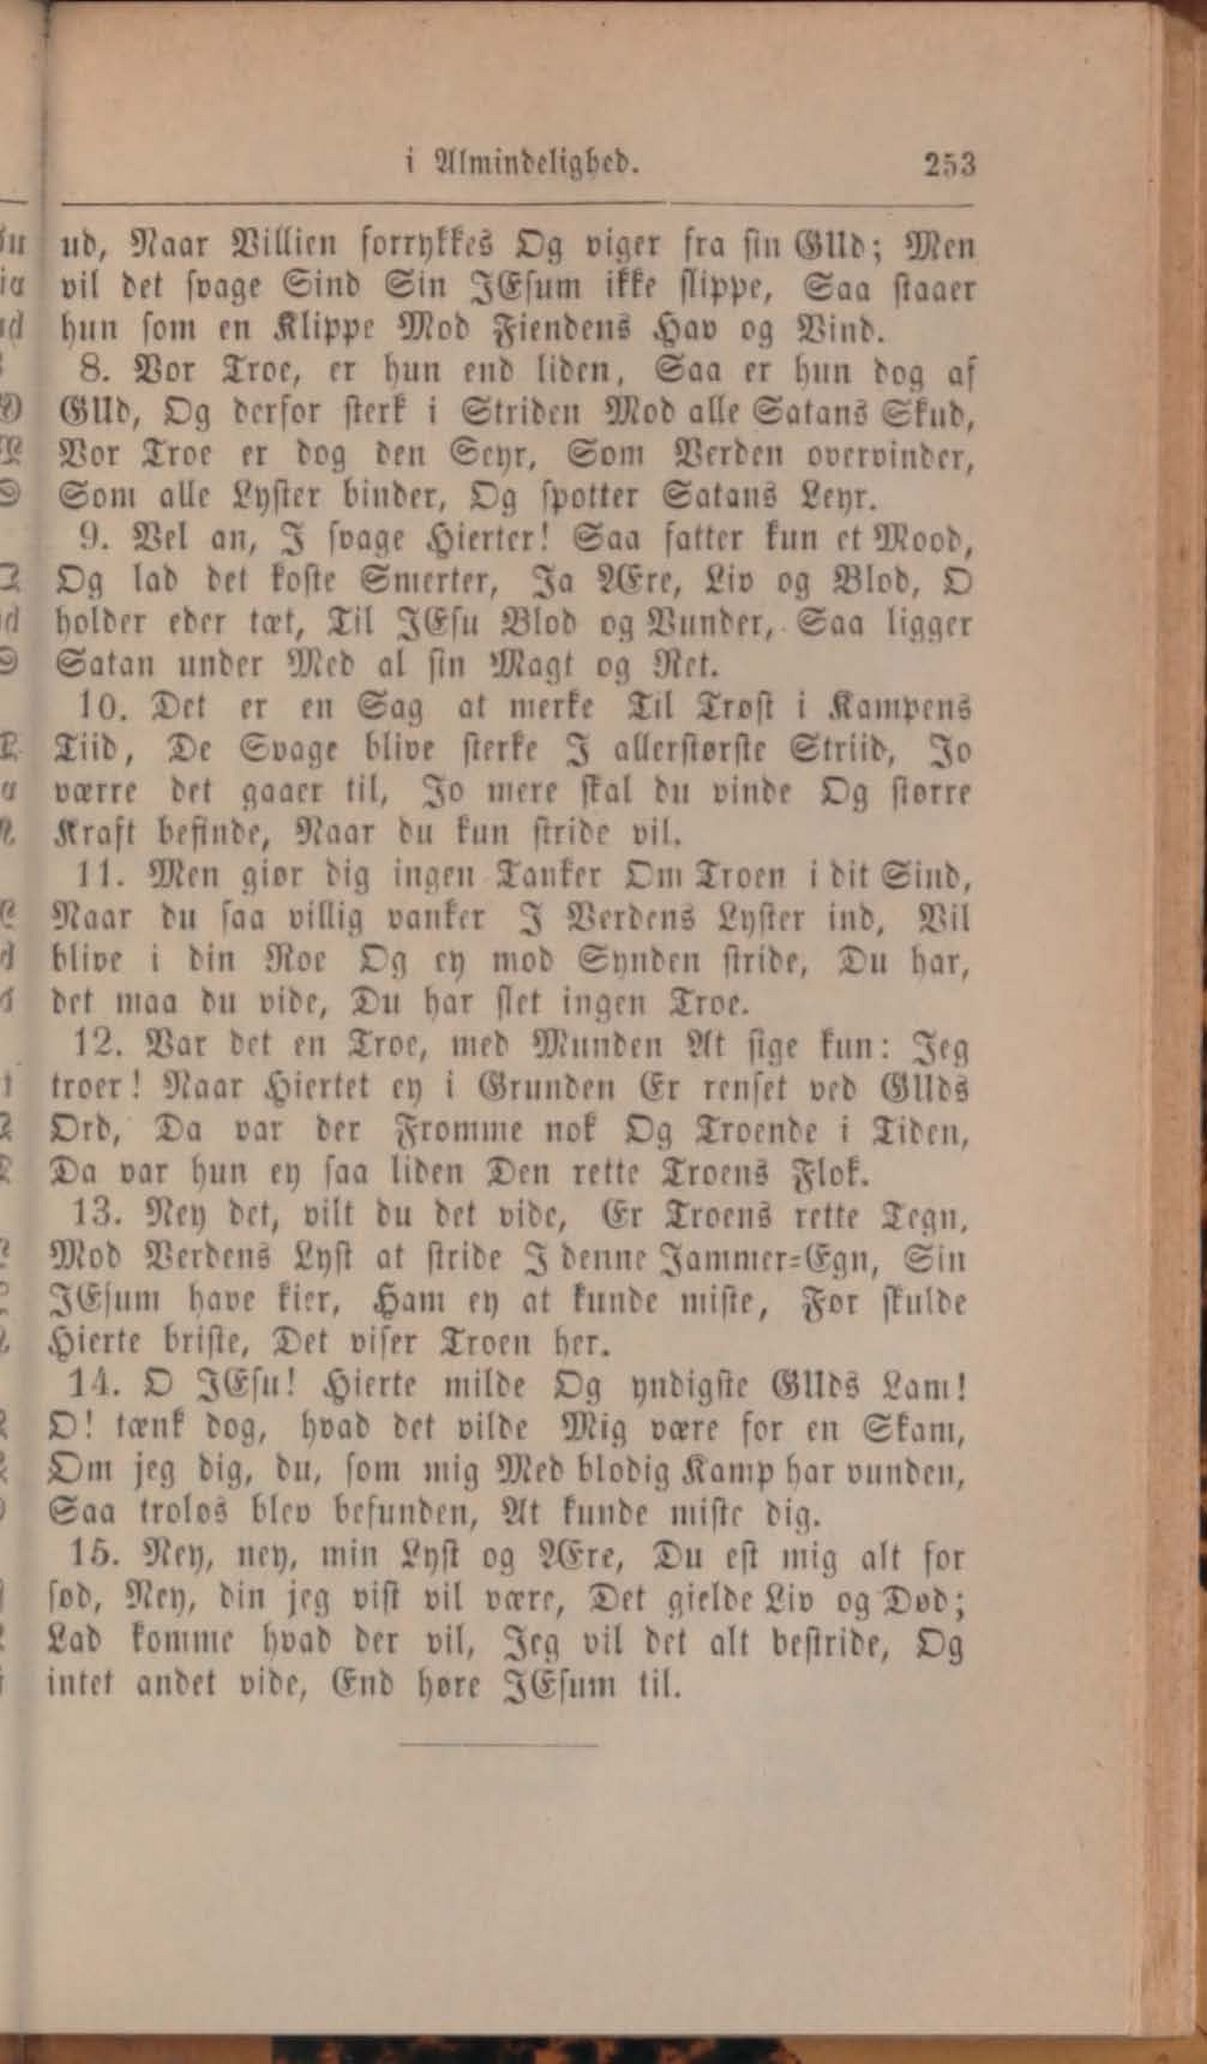 i Almindelighed. 253
ud, Naar Villien forrykkes Og viger fra sin GUd; Men
vil det svage Sind Sin JEsum ikke slippe, Saa staaer
hun som en Klippe Mod Fiendens Hav og Vind.
8. Vor Troe, er hun end liden, Saa er hun dog af
GUd, Og derfor sterk i Striden Mod alle Satans Skud,
Vor Troe er dog den Seyr, Som Verden overvinder,
Som alle Lyster binder, Og spotter Satans Leyr.
9. Vel an, I svage Hierter! Saa fatter kun et Mood,
Og lad det koste Smerter, Ja Ære, Liv og Blod, O
holder eder tæt, Til JEsu Blod og Vunder, Saa ligger
Satan under Med al sin Magt og Ret.
10. Det er en Sag at merke Til Trøst i Kampens
Tiid, De Svage blive sterke I allerstørste Striid, Jo
værre det gaaer til, Jo mere skal du vinde Og større
Kraft befinde, Naar du kun stride vil.
11. Men giør dig ingen Tanker Om Troen i dit Sind,
Naar du saa villig vanker I Verdens Lyster ind, Vil
blive i din Roe Og ey mod Synden stride, Du har,
det maa du vide, Du har slet ingen Troe.
12. Var det en Troe, med Munden At sige kun: Jeg
troer! Naar Hiertet ey i Grunden Er renset ved GUds
Ord, Da var der Fromme nok Og Troende i Tiden,
Da var hun ey saa liden Den rette Troens Flok.
13. Ney det, vilt du det vide, Er Troens rette Tegn,
Mod Verdens Lyst at stride I denne Jammer-Egn, Sin
JEsum have kier, Ham ey at kunde miste, For skulde
Hierte briste, Det viser Troen her.
14. O JEsu! Hierte milde Og yndigste GUds Lam!
O! tænk dog, hvad det vilde Mig være for en Skam,
Om jeg dig, du, som mig Med blodig Kamp har vunden,
Saa troløs blev befunden, At kunde miste dig.
15. Ney, ney, min Lyst og Ære, Du est mig alt for
sød, Ney, din jeg vist vil være, Det gielde Liv og Død;
Lad komme hvad der vil, Jeg vil det alt bestride, Og
intet andet vide, End høre JEsum til.